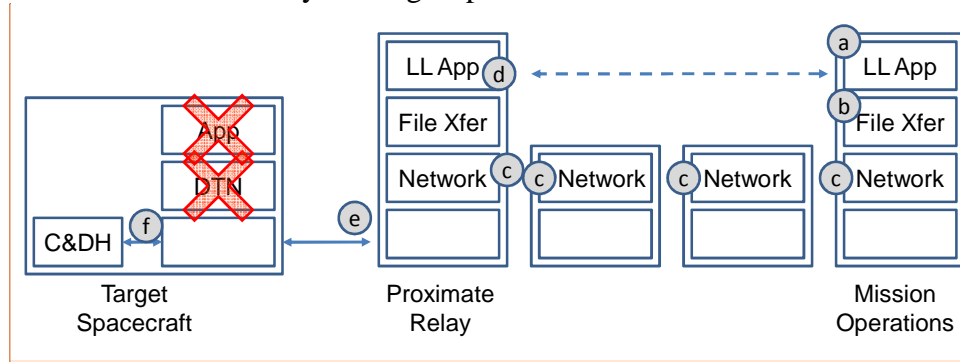 a
LL App
d
LL App
b
App
File Xfer
File Xfer
c
c
c
c
DTN
Network
Network
Network
Network
f
e
C&DH
Target
Spacecraft
Proximate
Relay
Mission
Operations